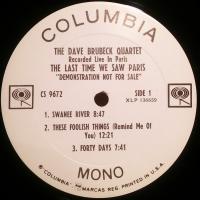 COLUMBIA
THE DAVE BRUBECK QUARTET
Recorded Live In Paris
THE LAST TIME WE SAW PARIS
"DEMONSTRATION NOT FOR SALE"
CS 9672
SIDE 1
XLP 136659
1. SWANEE RIVER 8:47
2. THESE FOOLISH THINGS (Remind Me Of
You) 12:21
3. FORTY DAYS 7:41
MONO
® "COLUMBIA", MARCAS REG. PRINTED IN U.S.A.